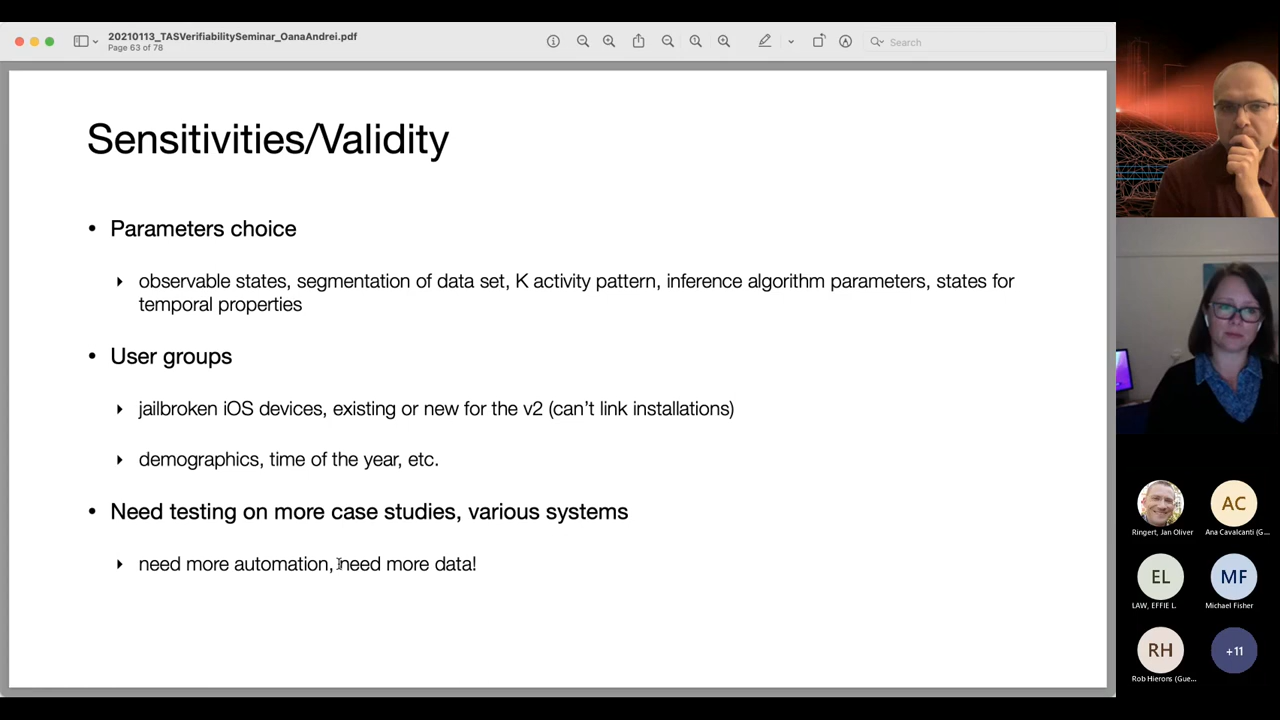 20210113_TASVerifiabilitySeminar_OanaAndrei.pdf
Page 63 of 78
Search
Sensitivities/Validity
• Parameters choice
observable states, segmentation of data set, K activity pattern, inference algorithm parameters, states for
temporal properties
• User groups
jailbroken iOS devices, existing or new for the v2 (can't link installations)
demographics, time of the year, etc.
• Need testing on more case studies, various systems
need more automation, need more data!
AC
Ringert, Jan Oliver
Ana Cavalcanti (G...
EL
MF
LAW, EFFIE L.
Michael Fisher
RH
+11
Rob Hierons (Gue...